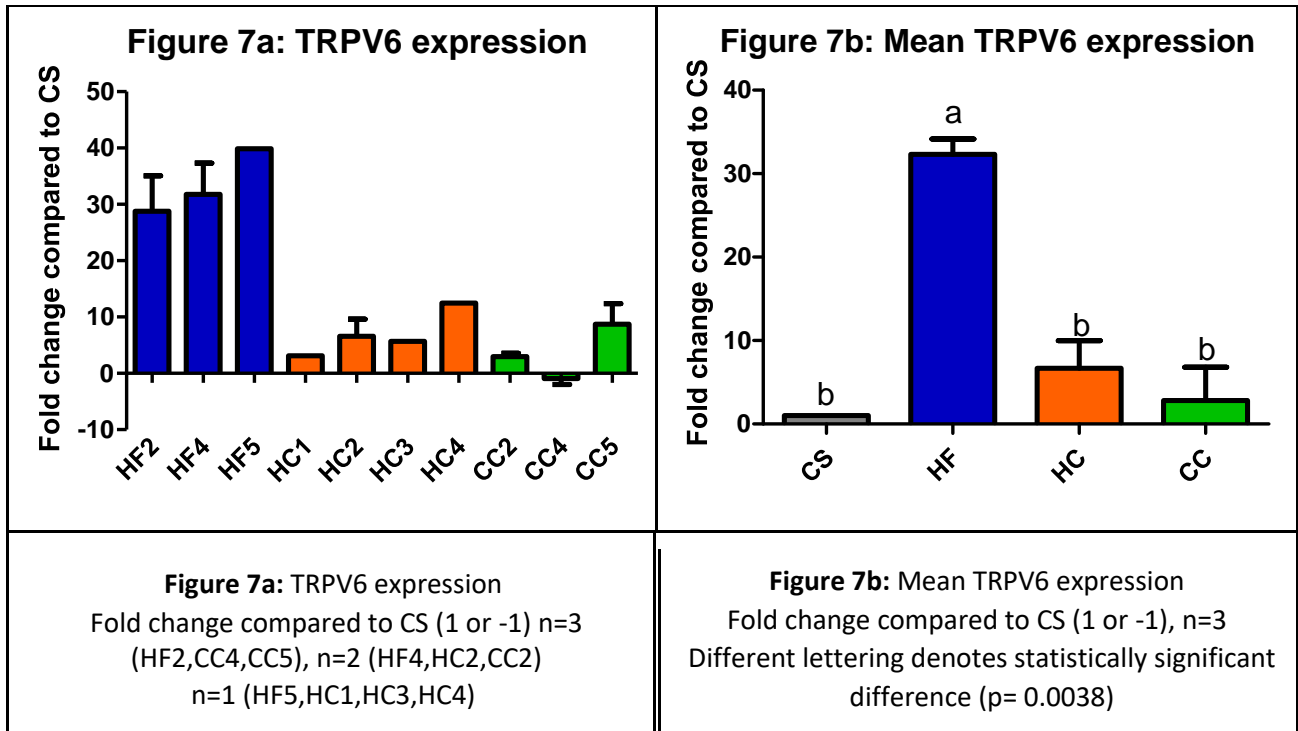 Figure 7a: TRPV6 expression
Fold change compared to CS
50
40
30
20
10
0
-10
HF2
HF4
HF5
HC1
HC2
HC3
HC4
CC2
CC4
CC5
Figure 7b: Mean TRPV6 expression
Fold change compared to CS
40
30
20
10
0
b
a
b
b
CS
HF
HC
CC
Figure 7a: TRPV6 expression
Fold change compared to CS (1 or -1) n=3
(HF2,CC4,CC5), n=2 (HF4,HC2,CC2)
n=1 (HF5,HC1,HC3,HC4)
Figure 7b: Mean TRPV6 expression
Fold change compared to CS (1 or -1), n=3
Different lettering denotes statistically significant
difference (p= 0.0038)